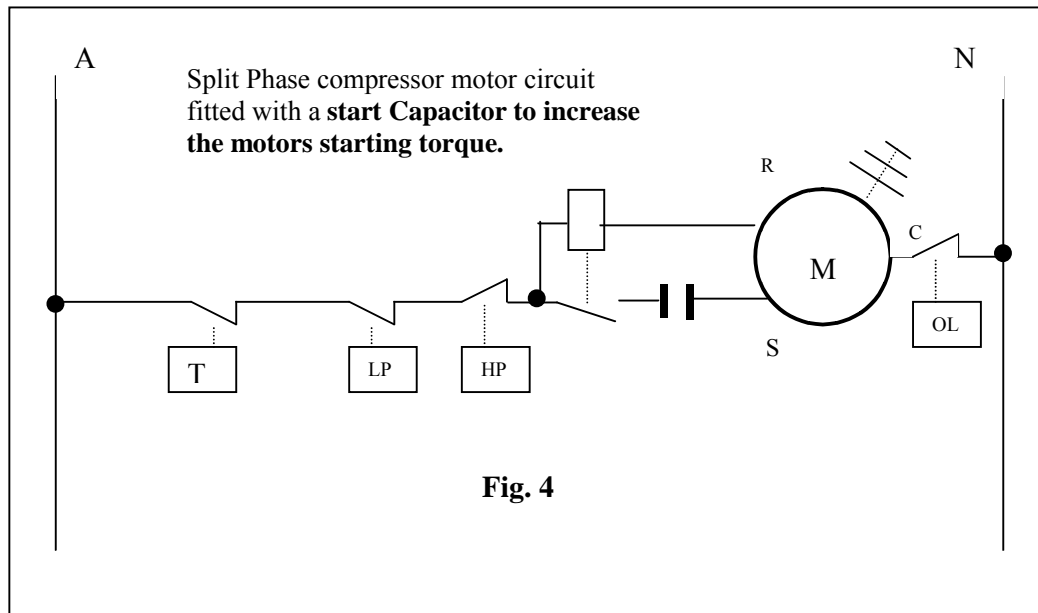 A
N
Split Phase compressor motor circuit
fitted with a start Capacitor to increase
the motors starting torque.
R
C
M
S
OL
T
LP
HP
Fig. 4